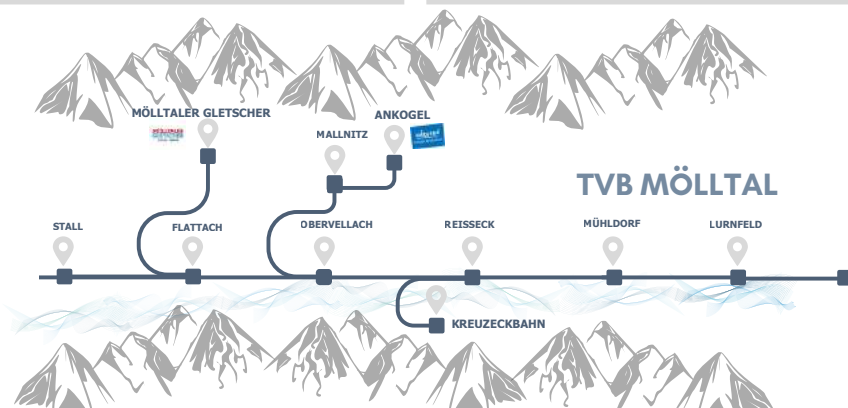 MÖLLTALER GLETSCHER
ANKOGEL
MALLNITZ
TVB MÖLLTAL
STALL
FLATTACH
OBERVELLACH
REISSECK
MÜHLDORF
LURNFELD
KREUZECKBAHN